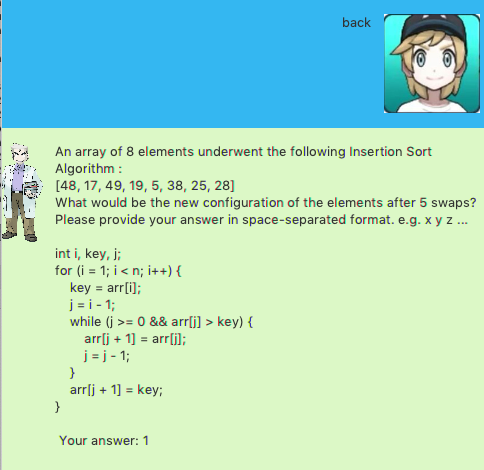 back
An array of 8 elements underwent the following Insertion Sort
Algorithm :
[48, 17, 49, 19, 5, 38, 25, 28]
What would be the new configuration of the elements after 5 swaps?
Please provide your answer in space-separated format. e.g. x y z ...
int i, key, j;
for (i = 1; i < n; i++) {
key = arr[i];
j = i - 1;
while (j >= 0 && arr[j] > key) {
arr[j + 1] = arr[j];
j = j - 1;
}
arr[j + 1] = key;
}
Your answer: 1